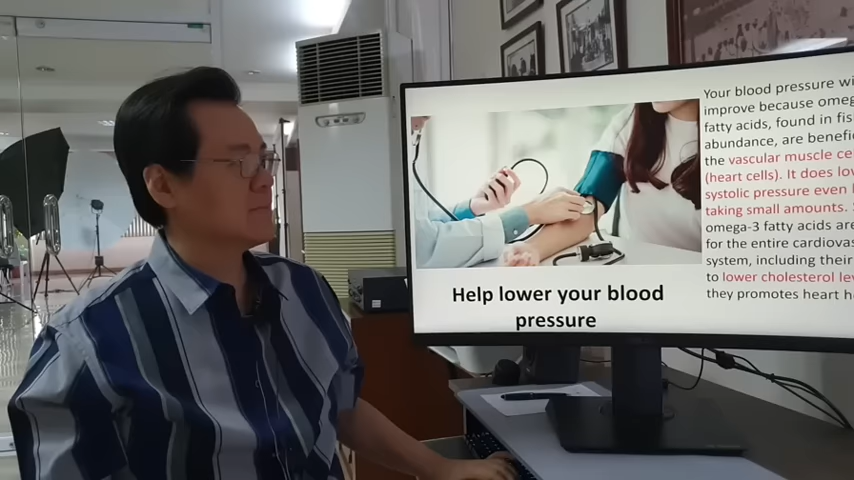 Help lower your blood
pressure
Your blood pressure wi
improve because omeg
fatty acids, found in fis
abundance, are benefi
the vascular muscle ce
(heart cells). It does lov
systolic pressure even
taking small amounts.
omega-3 fatty acids are
for the entire cardiovas
system, including their
to lower cholesterol lev
they promotes heart he